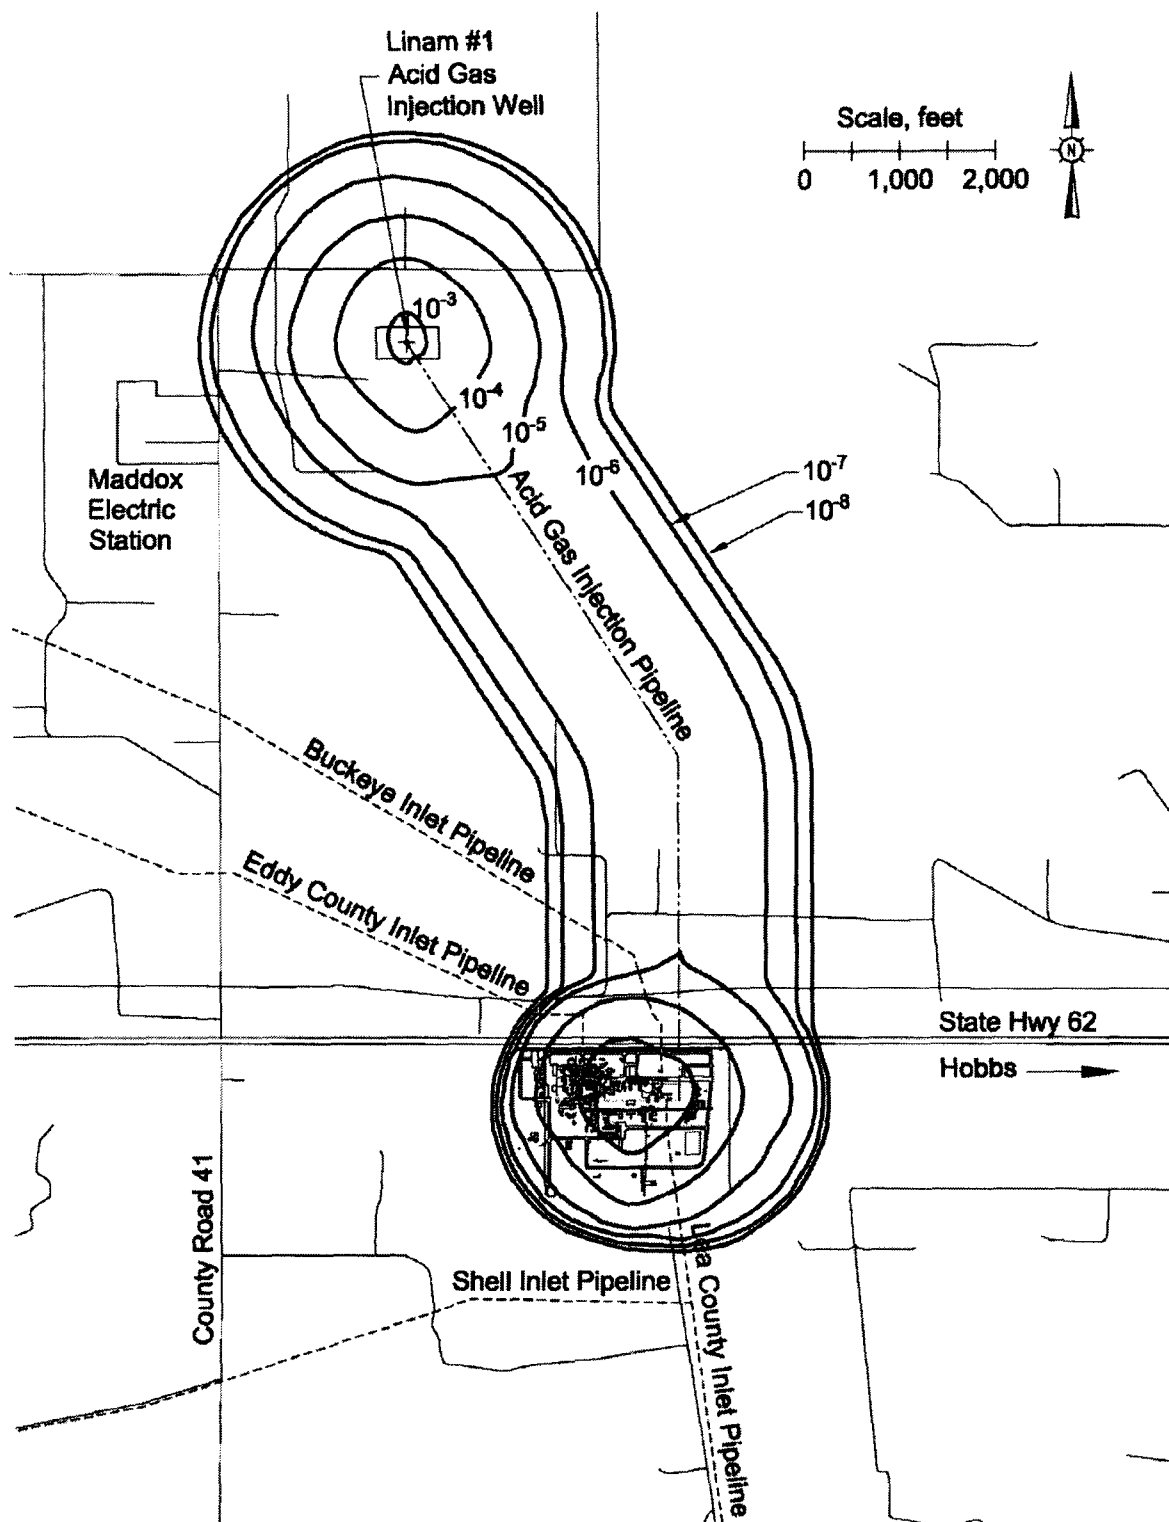 Linam #1
Acid Gas
Injection Well
Scale, feet
0 1,000 2,000
N
10-3
10-4
10-5
10-6
10-7
10-8
Maddox
Electric
Station
Acid Gas Injection Pipeline
Buckeye Inlet Pipeline
Eddy County Inlet Pipeline
State Hwy 62
Hobbs
County Road 41
Shell Inlet Pipeline
Lea County Inlet Pipeline